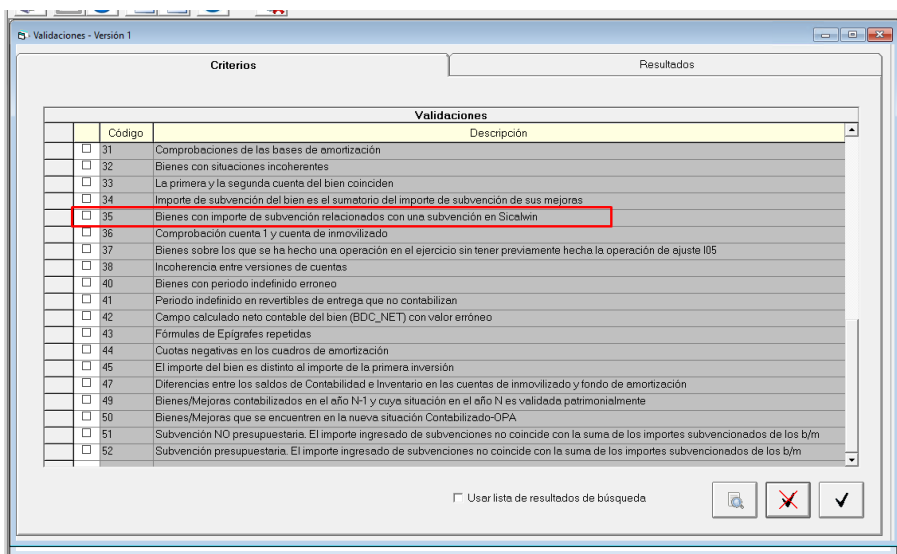 Validaciones - Versión 1
Criterios Resultados
Validaciones
Código Descripción
31 Comprobaciones de las bases de amortización
32 Bienes con situaciones incoherentes
33 La primera y la segunda cuenta del bien coinciden
34 Importe de subvención del bien es el sumatorio del importe de subvención de sus mejoras
35 Bienes con importe de subvención relacionados con una subvención en Sicalwin
36 Comprobación cuenta 1 y cuenta de inmovilizado
37 Bienes sobre los que se ha hecho una operación en el ejercicio sin tener previamente hecha la operación de ajuste I05
38 Incoherencia entre versiones de cuentas
40 Bienes con periodo indefinido erroneo
41 Periodo indefinido en revertibles de entrega que no contabilizan
42 Campo calculado neto contable del bien (BDC_NET) con valor erróneo
43 Fórmulas de Epígrafes repetidas
44 Cuotas negativas en los cuadros de amortización
45 El importe del bien es distinto al importe de la primera inversión
47 Diferencias entre los saldos de Contabilidad e Inventario en las cuentas de inmovilizado y fondo de amortización
49 Bienes/Mejoras contabilizados en el año N-1 y cuya situación en el año N es validada patrimonialmente
50 Bienes/Mejoras que se encuentren en la nueva situación Contabilizado-OPA
51 Subvención NO presupuestaria. El importe ingresado de subvenciones no coincide con la suma de los importes subvencionados de los b/m
52 Subvención presupuestaria. El importe ingresado de subvenciones no coincide con la suma de los importes subvencionados de los b/m
Usar lista de resultados de búsqueda